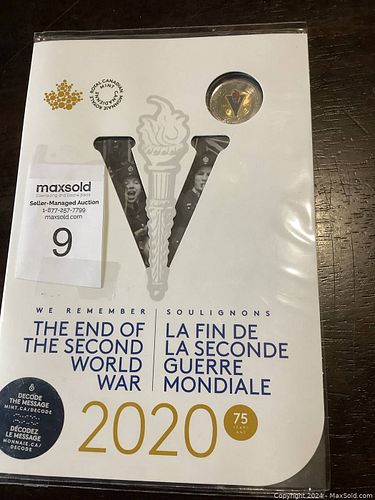 ROYAL CANADIAN MINT
MONNAIE ROYALE CANADIENNE
V
V
maxsold
Seller-Managed Auction
1-877-257-7799
maxsold.com
9
WE REMEMBER
THE END OF
THE SECOND
WORLD
WAR
SOULIGNONS
LA FIN DE
LA SECONDE
GUERRE
MONDIALE
DECODE
THE MESSAGE
MINT.CA/DECODE
DÉCODEZ
LE MESSAGE
MONNAIE.CA/
DECODE
2020
75
YEARS
ANS
Copyright 2024 - MaxSold.com